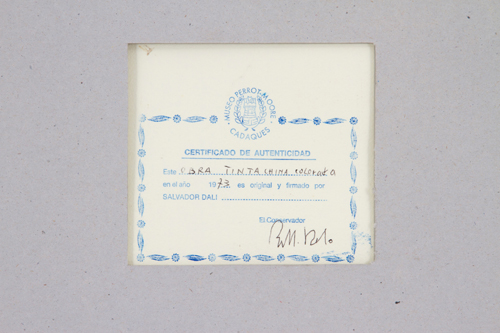 MUSEO PERROT-MOORE
CADAQUES
CERTIFICADO DE AUTENTICIDAD
Este OBRA TINTA CHINA
en el año 1973 es original y firmado por
SALVADOR DALI
El Conservador